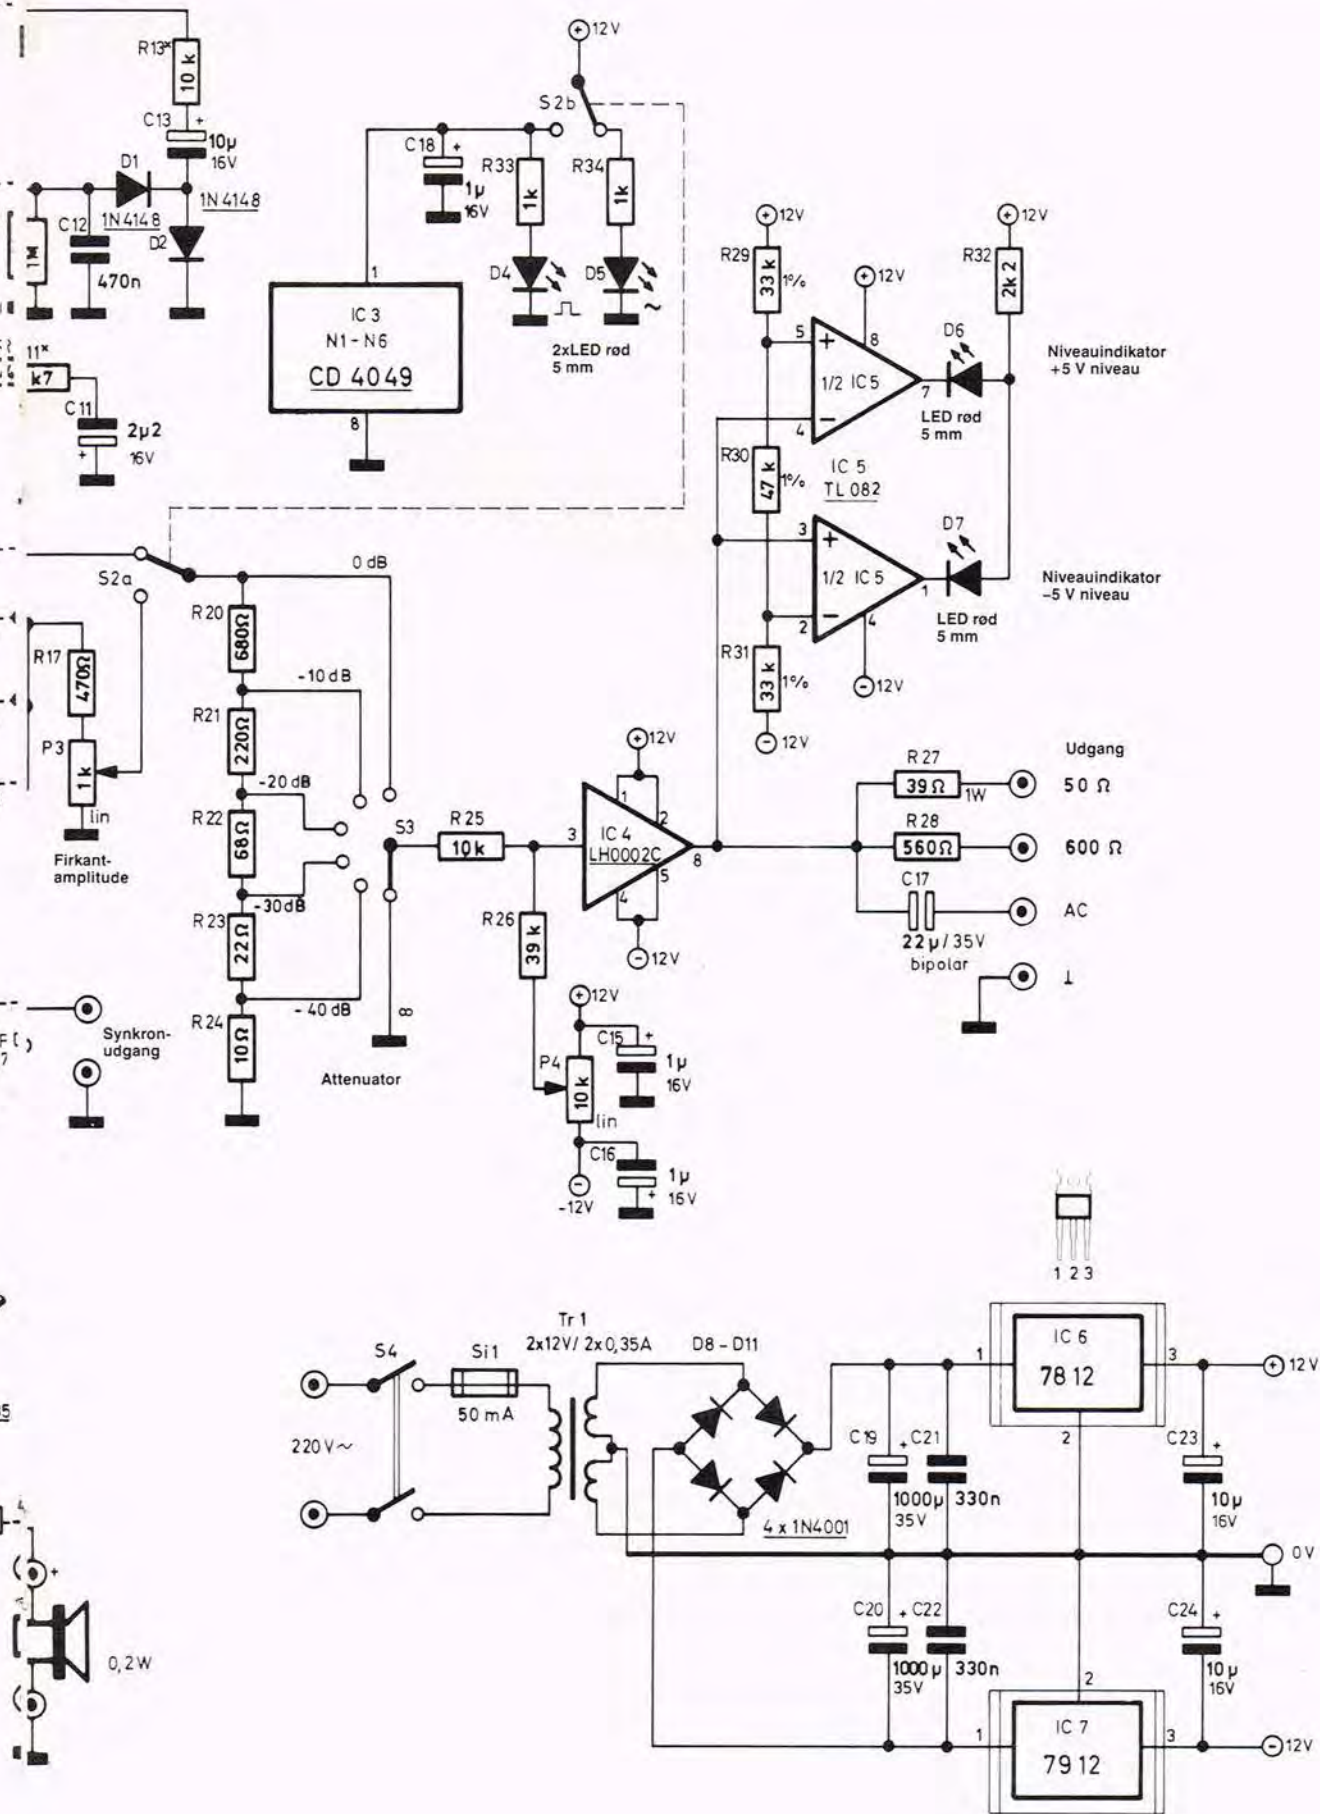 R13*
10 k
C13 +
10µ
16V
D1
1N4148
1N4148
C12
470n
D2
1M
11*
k7
C11
2µ2
+
16V
12V
S2b
C18
+
1µ
16V
R33
1k
R34
1k
D4
D5
~
2xLED rød
5 mm
1
IC 3
N1-N6
CD 4049
8
12V
R29
33 k
1%
12V
R32
2k2
5
+
8
1/2 IC5
7
−
4
D6
LED rød
5 mm
Niveauindikator
+5 V niveau
R30
47 k
1%
IC 5
TL 082
3
+
1/2 IC5
1
−
2
4
12V
D7
LED rød
5 mm
Niveauindikator
–5 V niveau
R31
33 k
1%
12V
S2a
0 dB
R20
680Ω
-10 dB
R21
220Ω
-20 dB
R22
68Ω
-30dB
R23
22Ω
-40 dB
R24
10Ω
R17
470Ω
P3
1 k
lin
Firkant-
amplitude
S3
8
Attenuator
Synkron-
udgang
R25
10k
R26
39 k
12V
1
2
3
IC 4
LH0002C
8
5
4
12V
12V
C15
+
1µ
16V
P4
10 k
lin
C16
1µ
+
16V
-12V
Udgang
R27
39Ω
1W
50 Ω
R28
560Ω
600 Ω
C17
22µ/35V
bipolar
AC
⊥
1 2 3
Tr 1
2x12V/ 2x0,35A
S4
Si1
50 mA
220 V~
D8-D11
4 x 1N4001
C19
+
1000µ
35V
C21
330n
1
IC 6
78 12
3
2
C23
+
10µ
16V
12V
0V
C20
+
1000µ
35V
C22
330n
2
1
IC 7
79 12
3
C24
+
10µ
16V
12V
+
0,2W